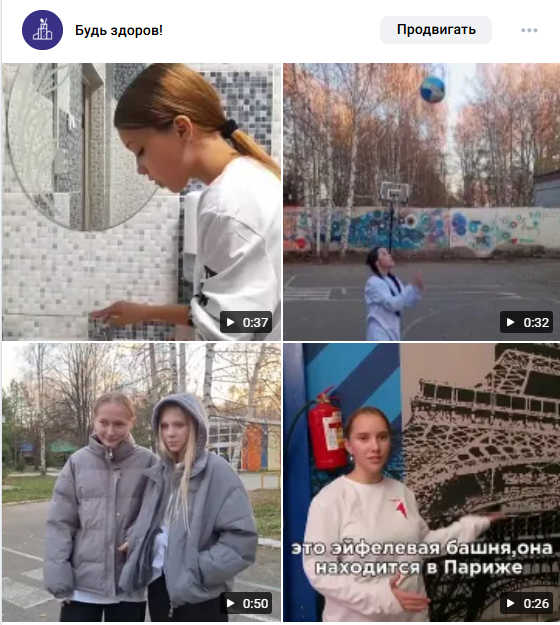 Будь здоров!
Продвигать
0:37
0:32
0:50
это эйфелевая башня,она
находится в Париже
0:26